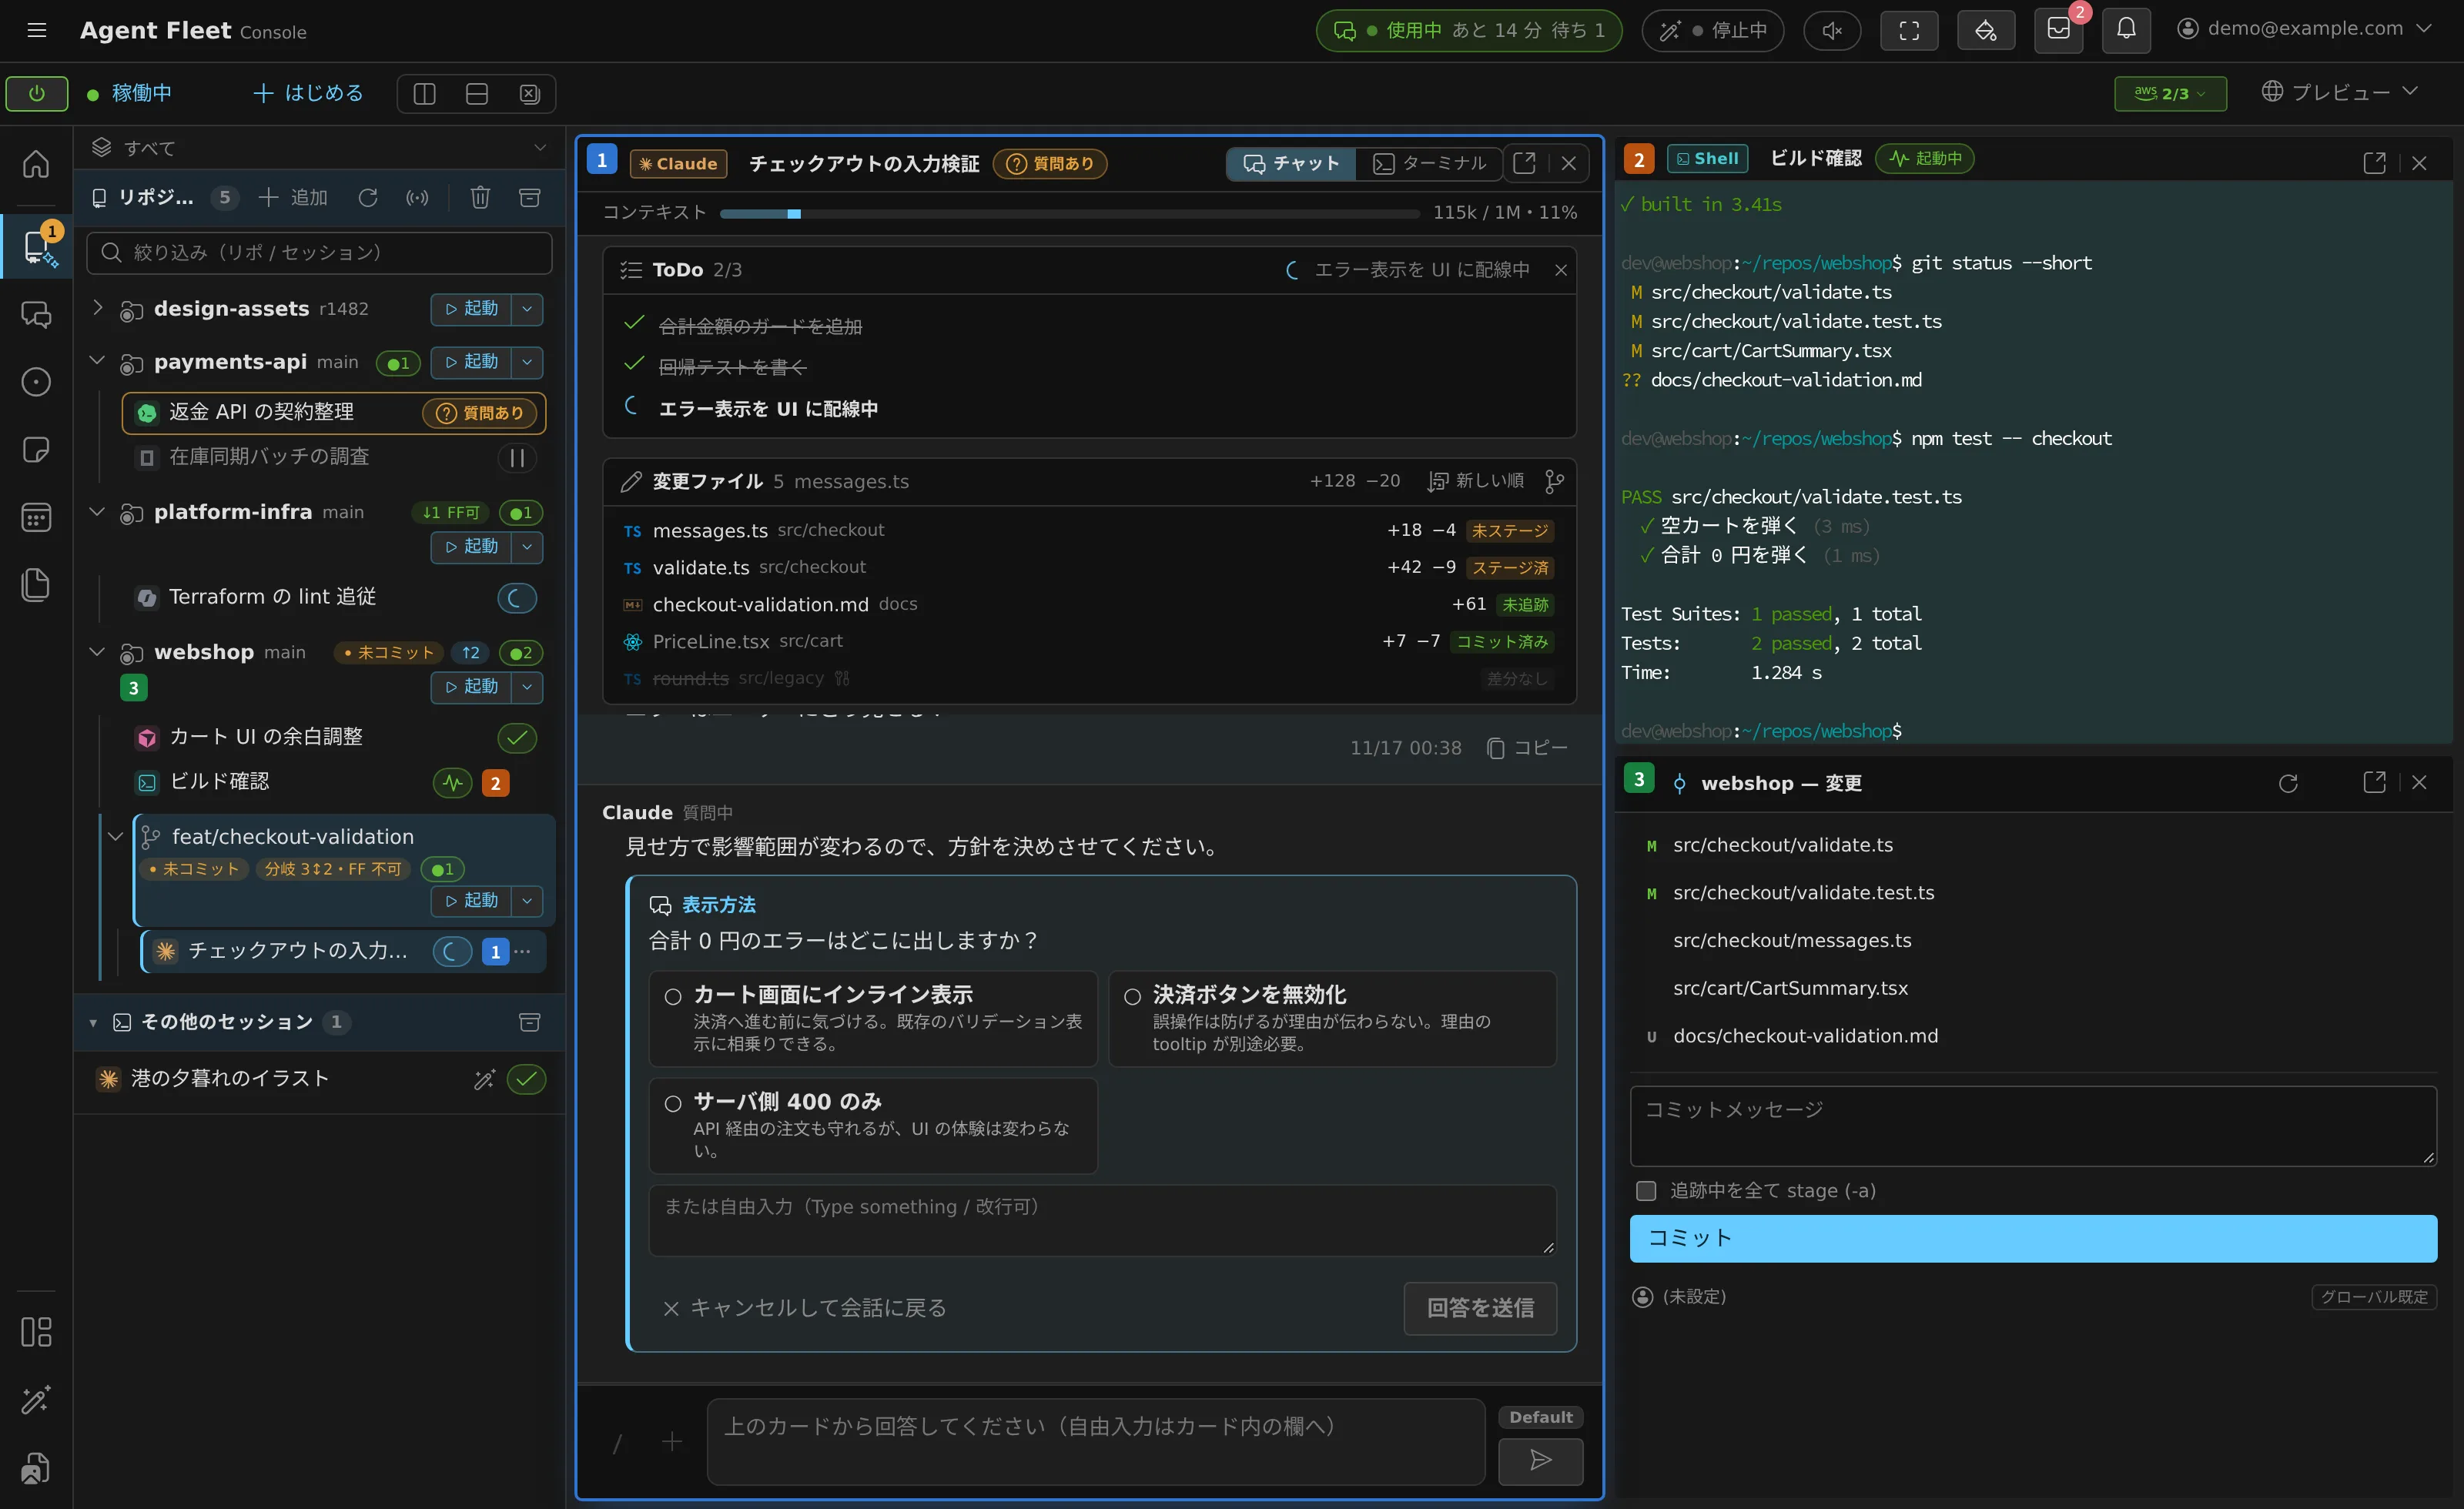 Agent Fleet Console
使用中 あと 14 分 待ち 1
停止中
2
demo@example.com
稼働中
はじめる
aws 2/3
プレビュー
すべて
リポジ... 5 追加
1
絞り込み（リポ / セッション）
design-assets r1482 起動
payments-api main 1 起動
返金 API の契約整理 質問あり
在庫同期バッチの調査
platform-infra main ↓1 FF可 1
起動
Terraform の lint 追従
webshop main • 未コミット ↑2 2
3 起動
カート UI の余白調整
ビルド確認 2
feat/checkout-validation
• 未コミット 分岐 3↕2・FF 不可 1
起動
チェックアウトの入力... 1 ...
その他のセッション 1
港の夕暮れのイラスト
1 Claude チェックアウトの入力検証 質問あり チャット ターミナル
コンテキスト 115k / 1M • 11%
ToDo 2/3 エラー表示を UI に配線中
合計金額のガードを追加
回帰テストを書く
エラー表示を UI に配線中
変更ファイル 5 messages.ts +128 −20 新しい順
TS messages.ts src/checkout +18 −4 未ステージ
TS validate.ts src/checkout +42 −9 ステージ済
M↓ checkout-validation.md docs +61 未追跡
PriceLine.tsx src/cart +7 −7 コミット済み
TS round.ts src/legacy 差分なし
11/17 00:38 コピー
Claude 質問中
見せ方で影響範囲が変わるので、方針を決めさせてください。
表示方法
合計 0 円のエラーはどこに出しますか？
カート画面にインライン表示
決済へ進む前に気づける。既存のバリデーション表
示に相乗りできる。
決済ボタンを無効化
誤操作は防げるが理由が伝わらない。理由の
tooltip が別途必要。
サーバ側 400 のみ
API 経由の注文も守れるが、UI の体験は変わらな
い。
または自由入力（Type something / 改行可）
キャンセルして会話に戻る
回答を送信
/
上のカードから回答してください（自由入力はカード内の欄へ）
Default
2 Shell ビルド確認 起動中
✓ built in 3.41s
dev@webshop:~/repos/webshop$ git status --short
M src/checkout/validate.ts
M src/checkout/validate.test.ts
M src/cart/CartSummary.tsx
?? docs/checkout-validation.md
dev@webshop:~/repos/webshop$ npm test -- checkout
PASS src/checkout/validate.test.ts
✓ 空カートを弾く (3 ms)
✓ 合計 0 円を弾く (1 ms)
Test Suites: 1 passed, 1 total
Tests: 2 passed, 2 total
Time: 1.284 s
dev@webshop:~/repos/webshop$
3 webshop — 変更
M src/checkout/validate.ts
M src/checkout/validate.test.ts
src/checkout/messages.ts
src/cart/CartSummary.tsx
U docs/checkout-validation.md
コミットメッセージ
追跡中を全て stage (-a)
コミット
(未設定) グローバル既定